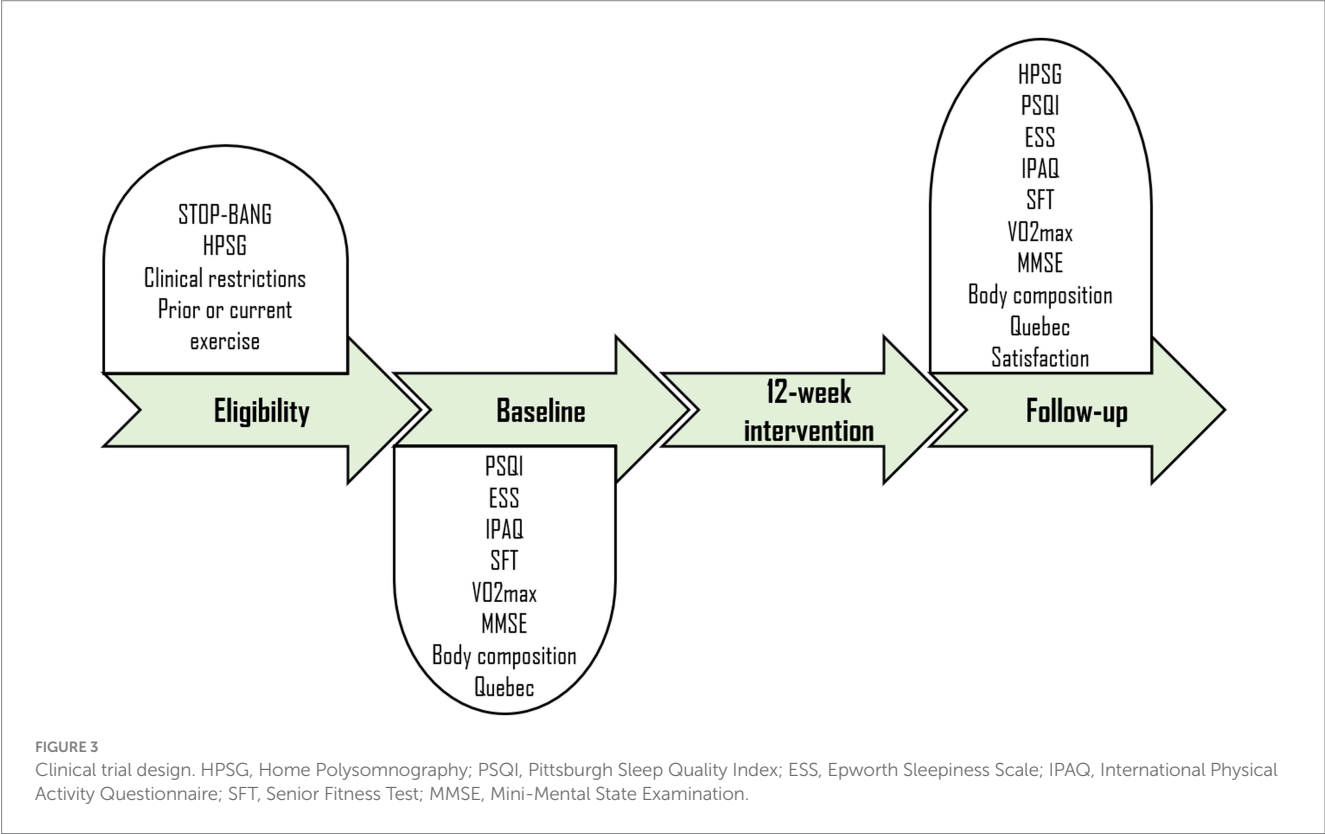 STOP-BANG
HPSG
Clinical restrictions
Prior or current
exercise
Eligibility
Baseline
PSQI
ESS
IPAQ
SFT
VO2max
MMSE
Body composition
Quebec
12-week
intervention
HPSG
PSQI
ESS
IPAQ
SFT
VO2max
MMSE
Body composition
Quebec
Satisfaction
Follow-up
FIGURE 3
Clinical trial design. HPSG, Home Polysomnography; PSQI, Pittsburgh Sleep Quality Index; ESS, Epworth Sleepiness Scale; IPAQ, International Physical
Activity Questionnaire; SFT, Senior Fitness Test; MMSE, Mini-Mental State Examination.